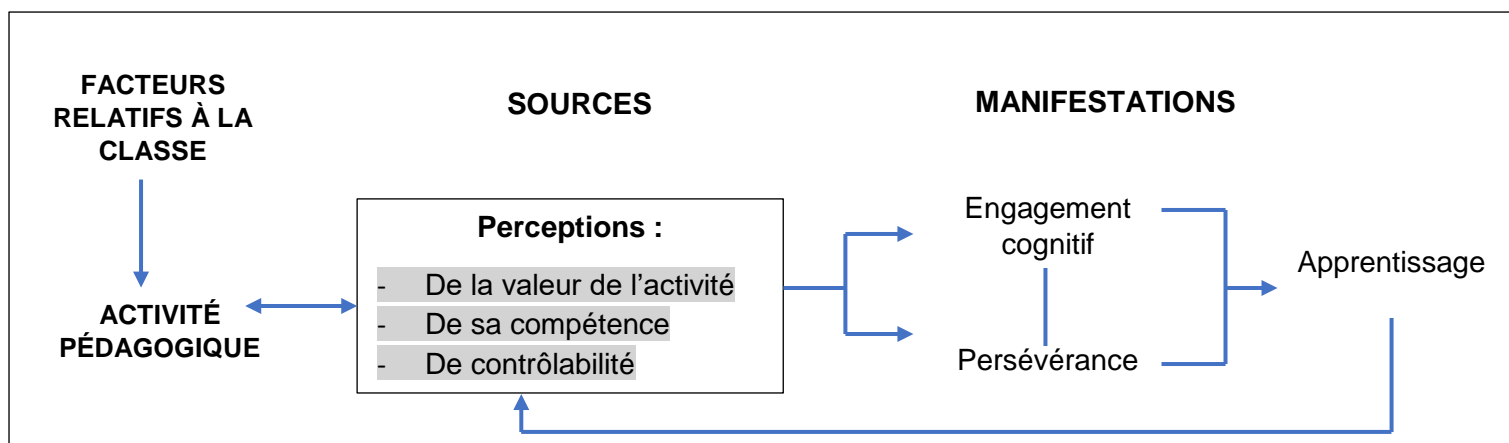 FACTEURS
RELATIFS À LA
CLASSE
SOURCES
MANIFESTATIONS
ACTIVITÉ
PÉDAGOGIQUE
Perceptions :
- De la valeur de l’activité
- De sa compétence
- De contrôlabilité
Engagement
cognitif
Persévérance
Apprentissage